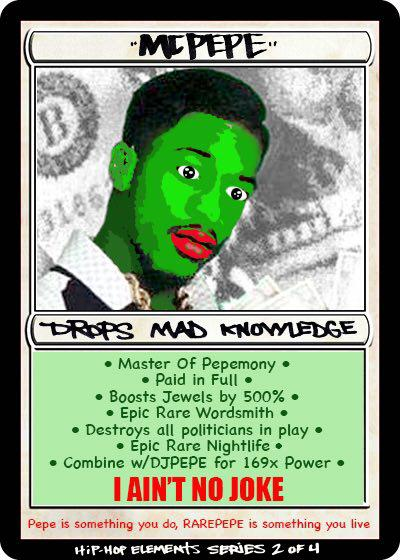 "MCPEPE"
DROPS MAD KNOWLEDGE
• Master Of Pepemony •
• Paid in Full •
• Boosts Jewels by 500% •
• Epic Rare Wordsmith •
• Destroys all politicians in play •
• Epic Rare Nightlife •
• Combine w/DJPEPE for 169x Power •
I AIN'T NO JOKE
Pepe is something you do, RAREPEPE is something you live
HIP-HOP ELEMENTS SERIES 2 OF 4